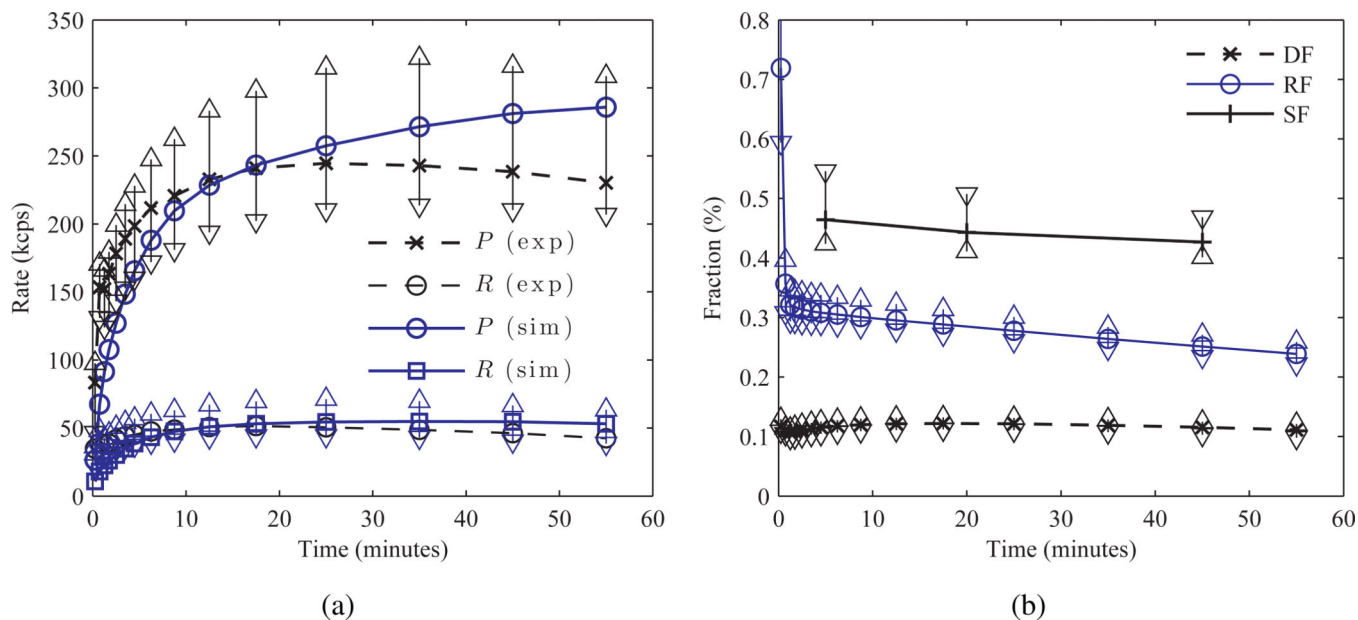 350
300
250
200
150
100
50
0
Rate (kcps)
P (exp)
R (exp)
P (sim)
R (sim)
0 10 20 30 40 50 60
Time (minutes)
(a)
0.8
0.7
0.6
0.5
0.4
0.3
0.2
0.1
0
Fraction (%)
DF
RF
SF
0 10 20 30 40 50 60
Time (minutes)
(b)